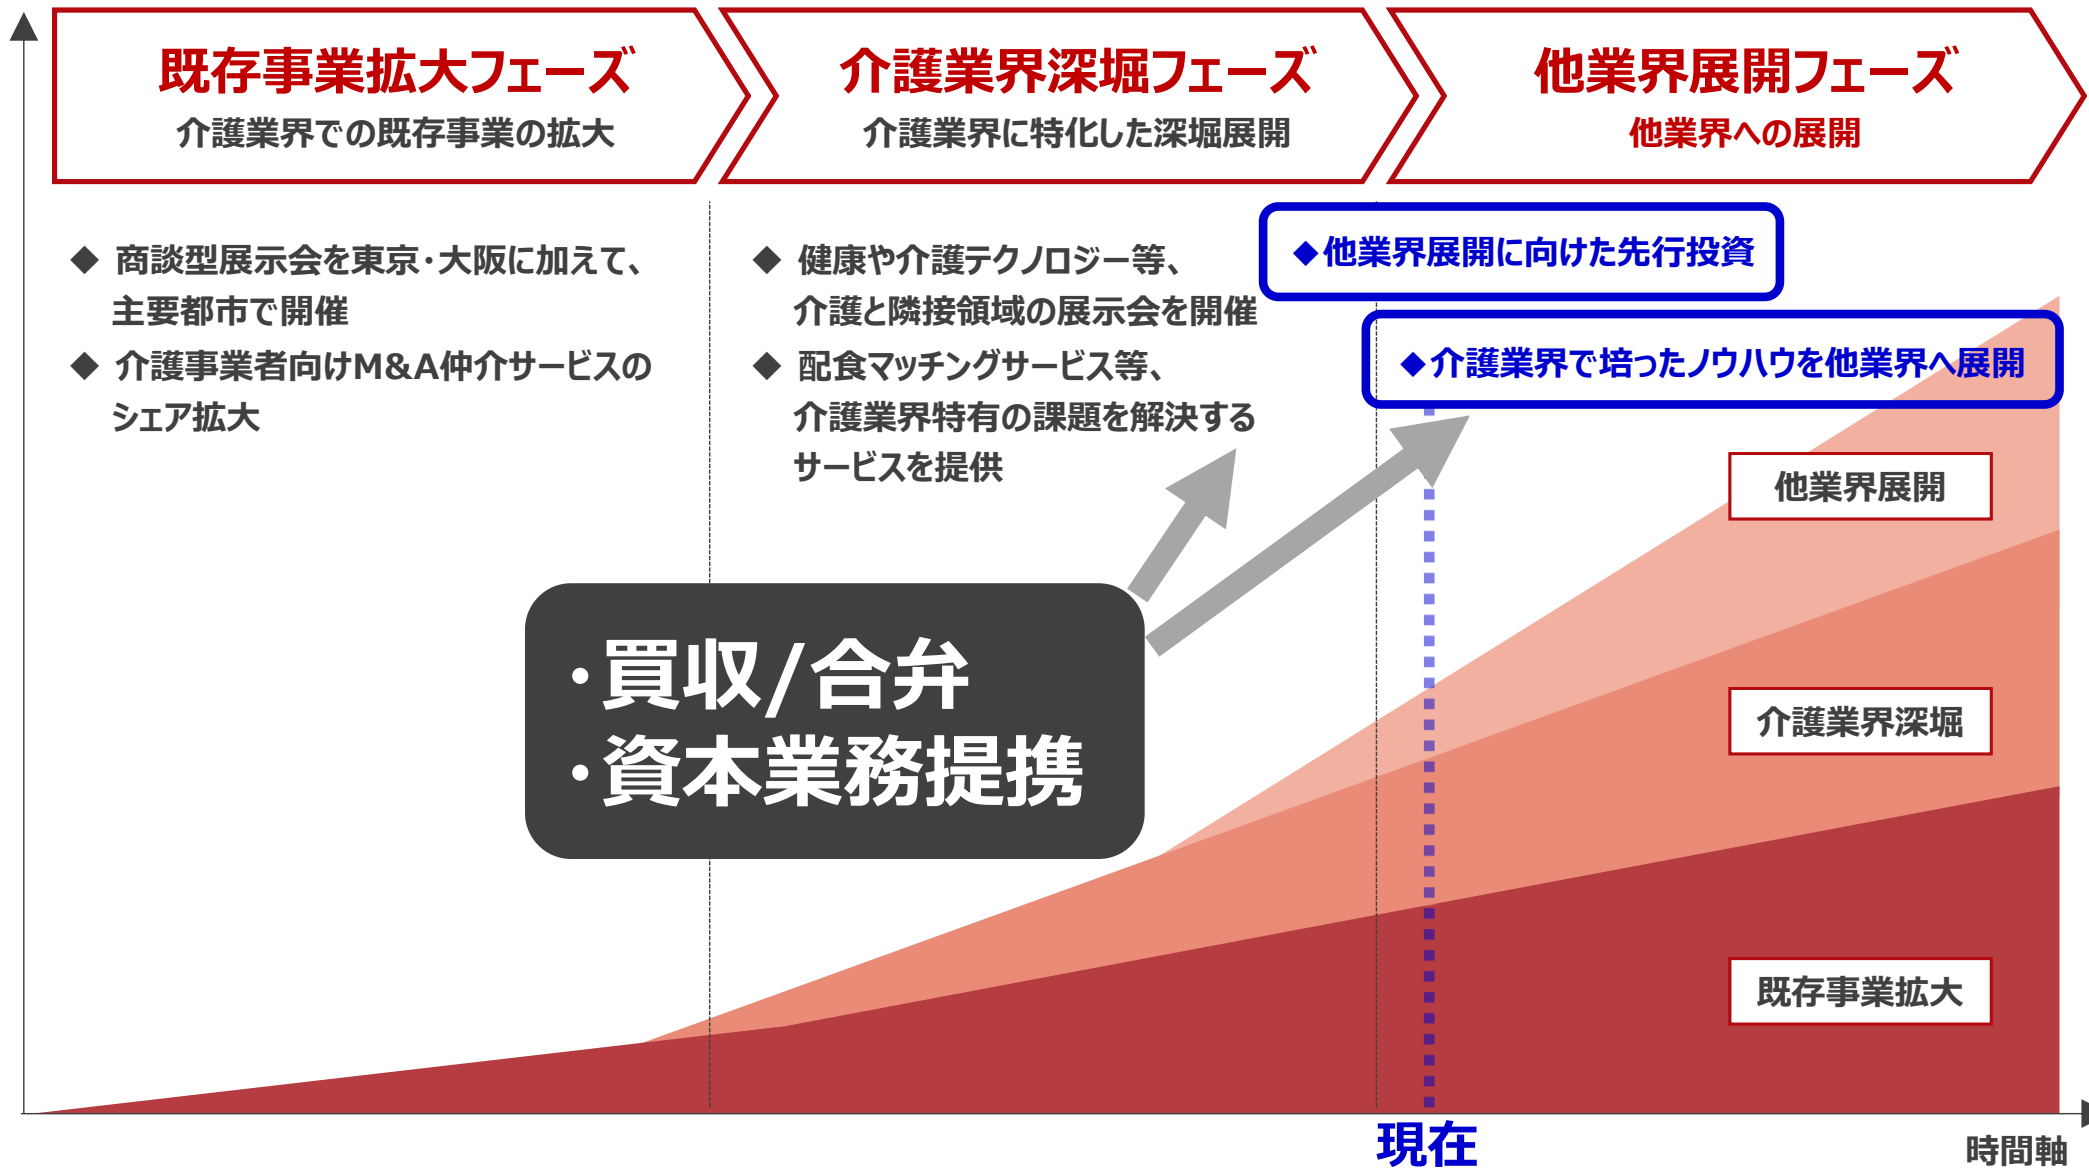 既存事業拡大フェーズ
介護業界での既存事業の拡大
介護業界深堀フェーズ
介護業界に特化した深堀展開
他業界展開フェーズ
他業界への展開
◆ 商談型展示会を東京・大阪に加えて、
主要都市で開催
◆ 介護事業者向けM&A仲介サービスの
シェア拡大
◆ 健康や介護テクノロジー等、
介護と隣接領域の展示会を開催
◆ 配食マッチングサービス等、
介護業界特有の課題を解決する
サービスを提供
◆他業界展開に向けた先行投資
◆介護業界で培ったノウハウを他業界へ展開
・買収/合弁
・資本業務提携
他業界展開
介護業界深堀
既存事業拡大
現在
時間軸